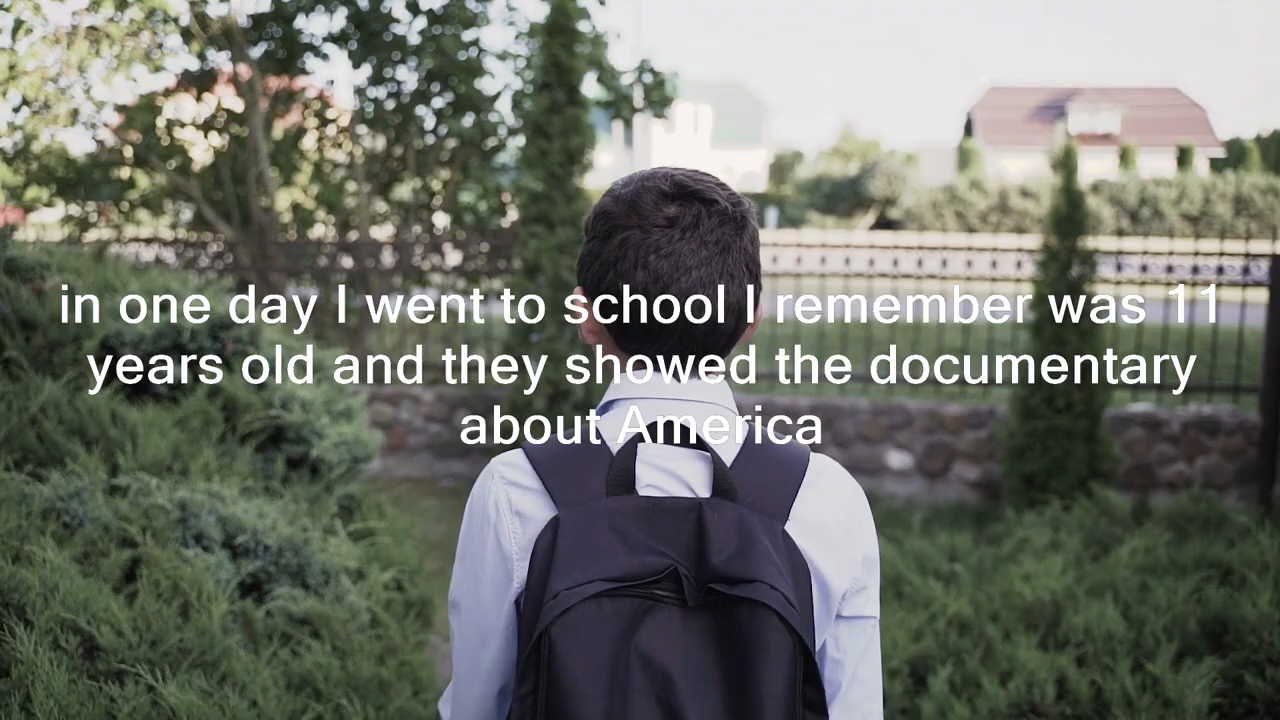 in one day I went to school I remember was 11
years old and they showed the documentary
about America